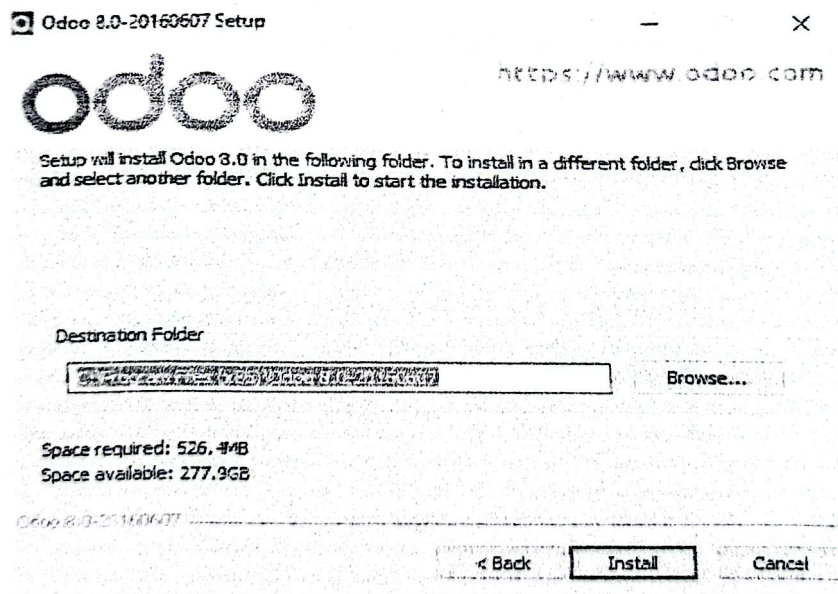 Odoo 8.0-20160607 Setup
odoo
https://www.odoo.com
Setup will install Odoo 8.0 in the following folder. To install in a different folder, click Browse
and select another folder. Click Install to start the installation.
Destination Folder
Browse...
Space required: 526.4MB
Space available: 277.9GB
Odoo 8.0-20160607
< Back
Install
Cancel